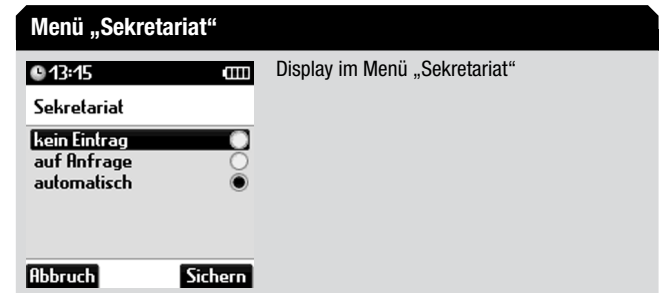 Menü „Sekretariat“
13:15
Display im Menü „Sekretariat“
Sekretariat
kein Eintrag
auf Anfrage
automatisch
Abbruch Sichern